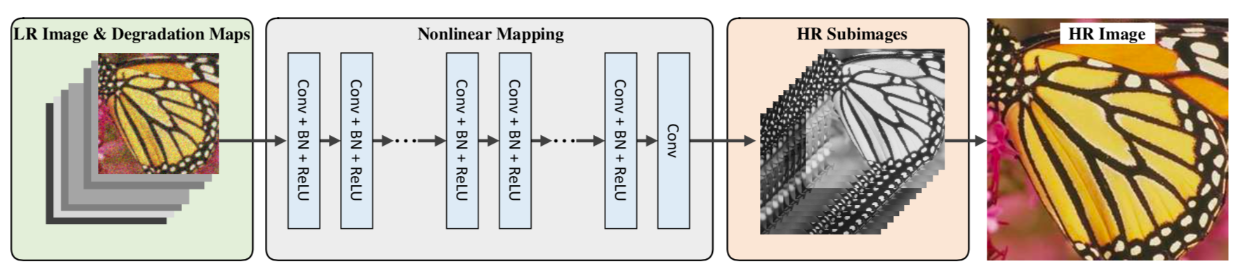 LR Image & Degradation Maps
Nonlinear Mapping
HR Subimages
HR Image
Conv + BN + ReLU
Conv + BN + ReLU
Conv + BN + ReLU
Conv + BN + ReLU
Conv + BN + ReLU
Conv